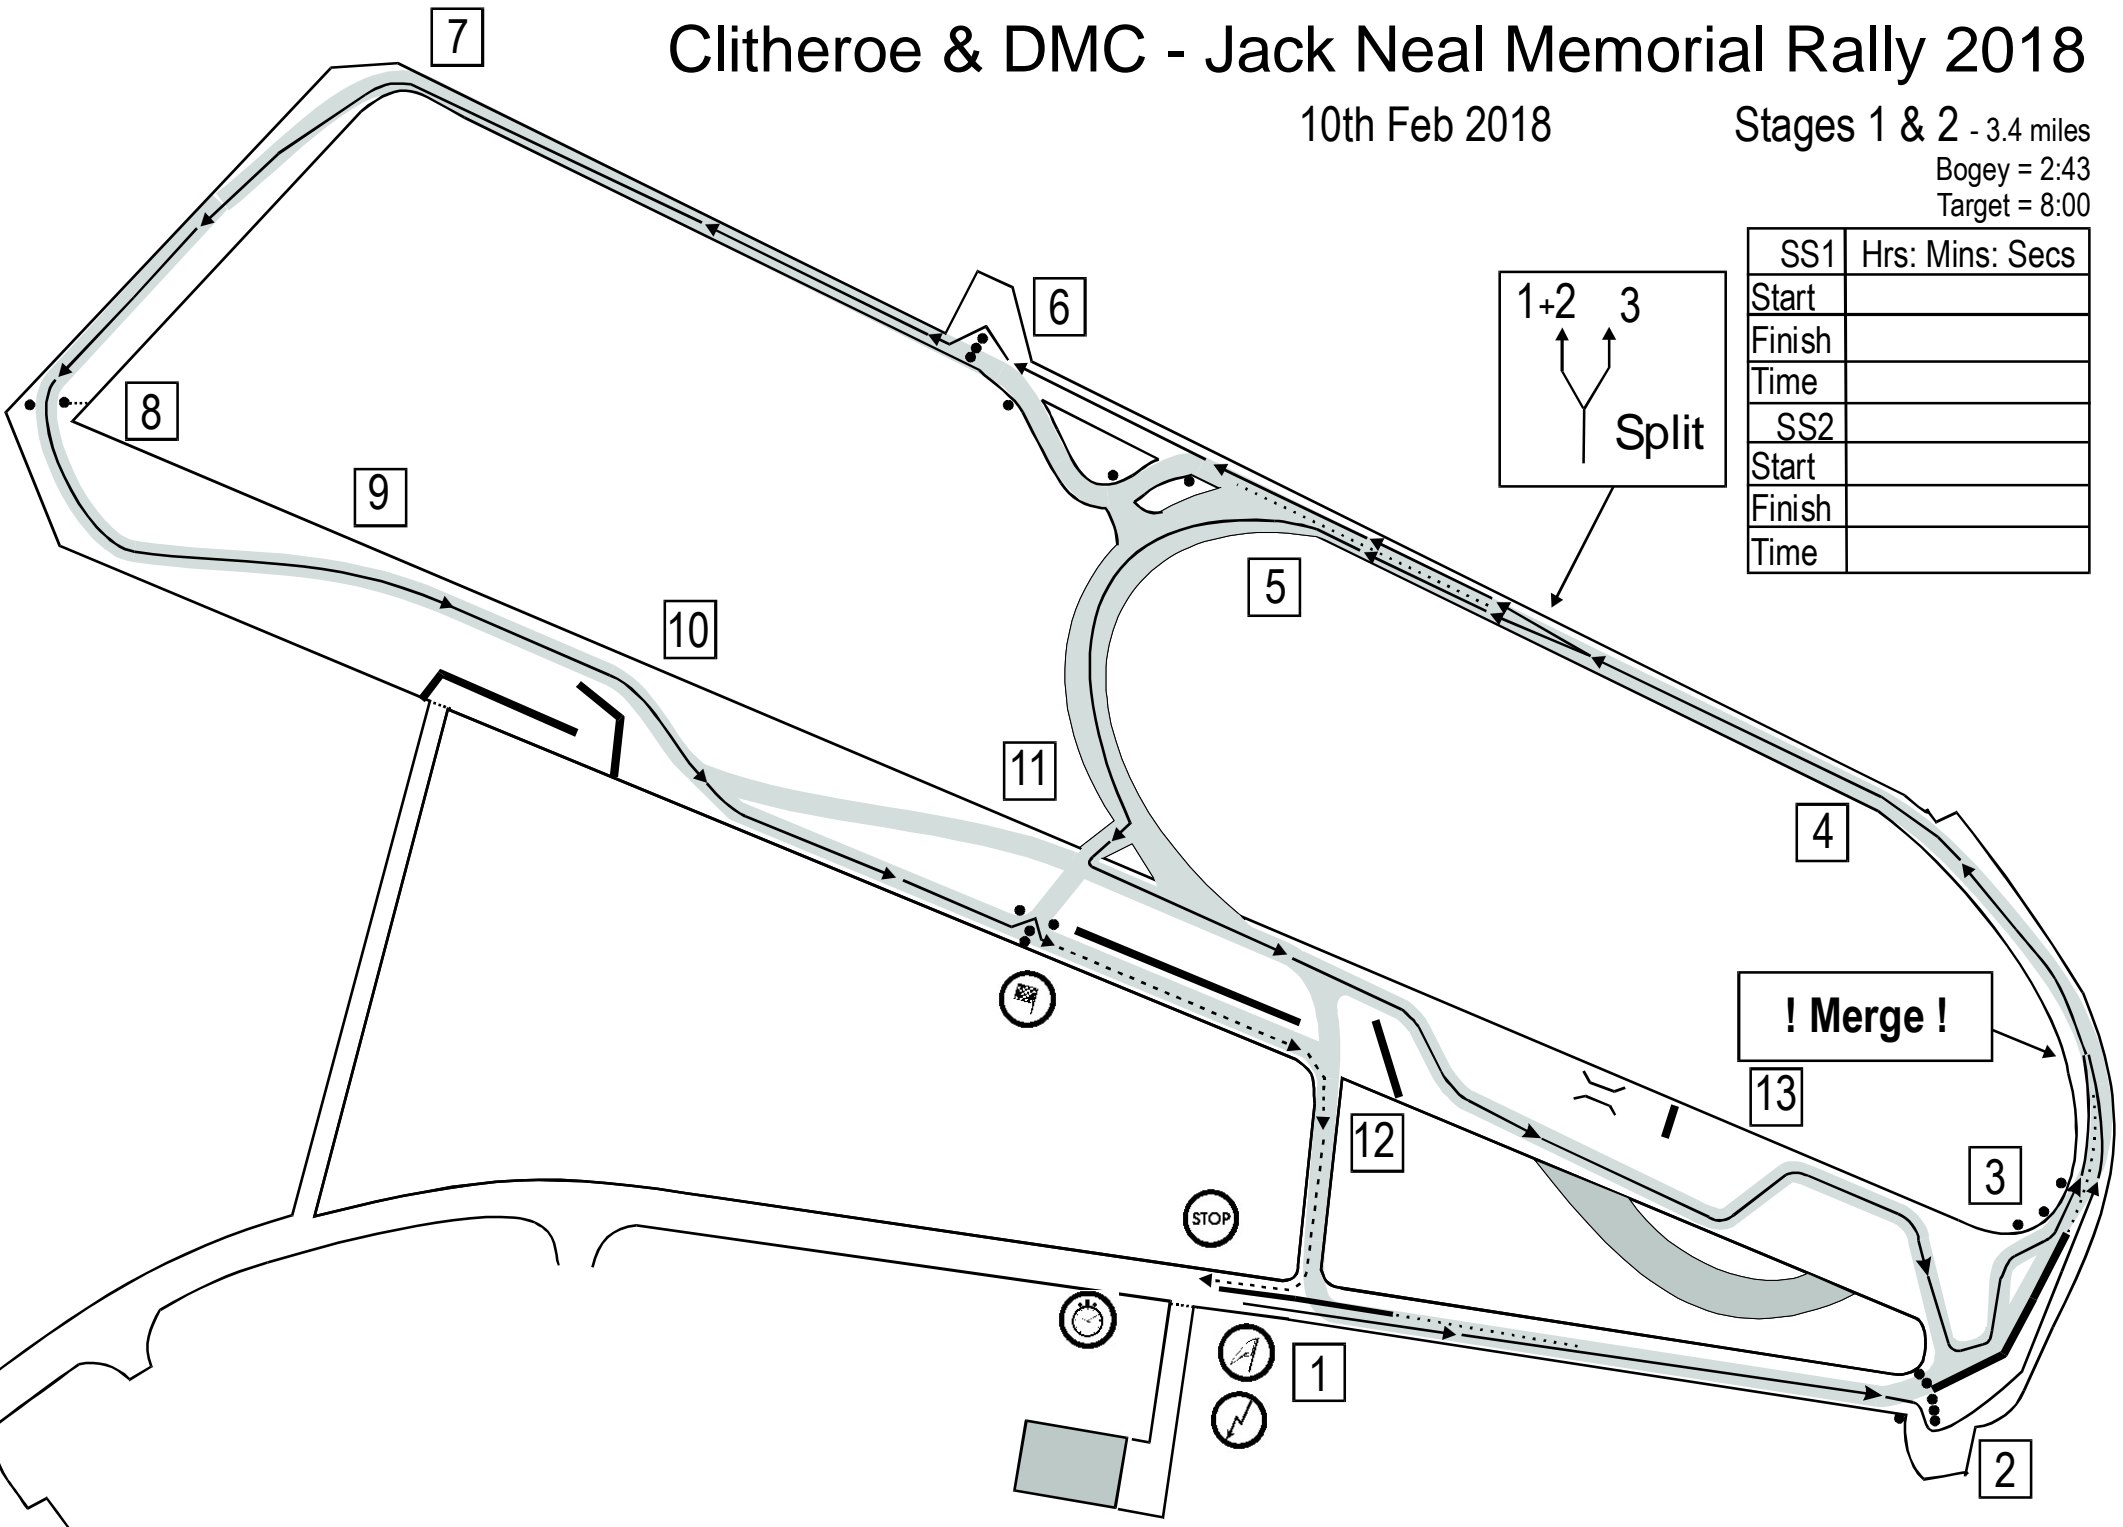 Clitheroe & DMC - Jack Neal Memorial Rally 2018
10th Feb 2018
Stages 1 & 2 - 3.4 miles
Bogey = 2:43
Target = 8:00
SS1 Hrs: Mins: Secs
Start
Finish
Time
SS2
Start
Finish
Time
1+2 3
Split
7
6
8
9
5
10
11
4
! Merge !
13
12
3
STOP
1
2